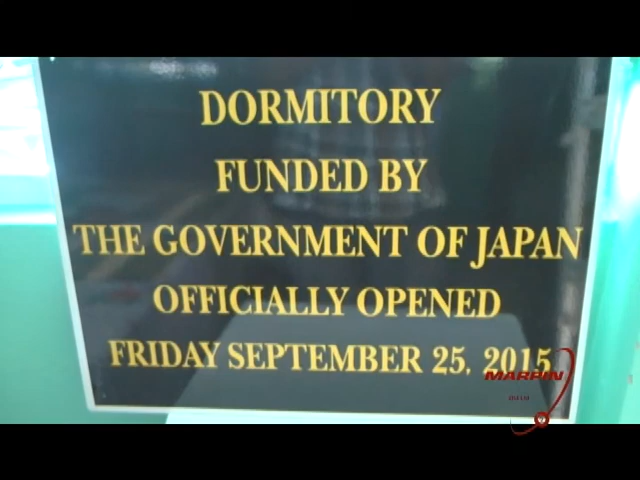 DORMITORY
FUNDED BY
THE GOVERNMENT OF JAPAN
OFFICIALLY OPENED
FRIDAY SEPTEMBER 25, 2015
MARPIN